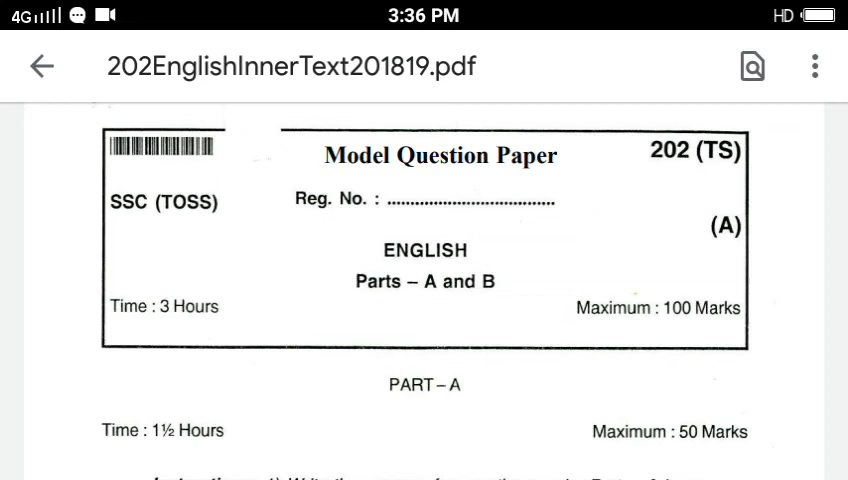 4G 3:36 PM HD
202EnglishInnerText201819.pdf
Model Question Paper 202 (TS)
SSC (TOSS) Reg. No. : ....................................
(A)
ENGLISH
Parts – A and B
Time : 3 Hours Maximum : 100 Marks
PART – A
Time : 1½ Hours Maximum : 50 Marks